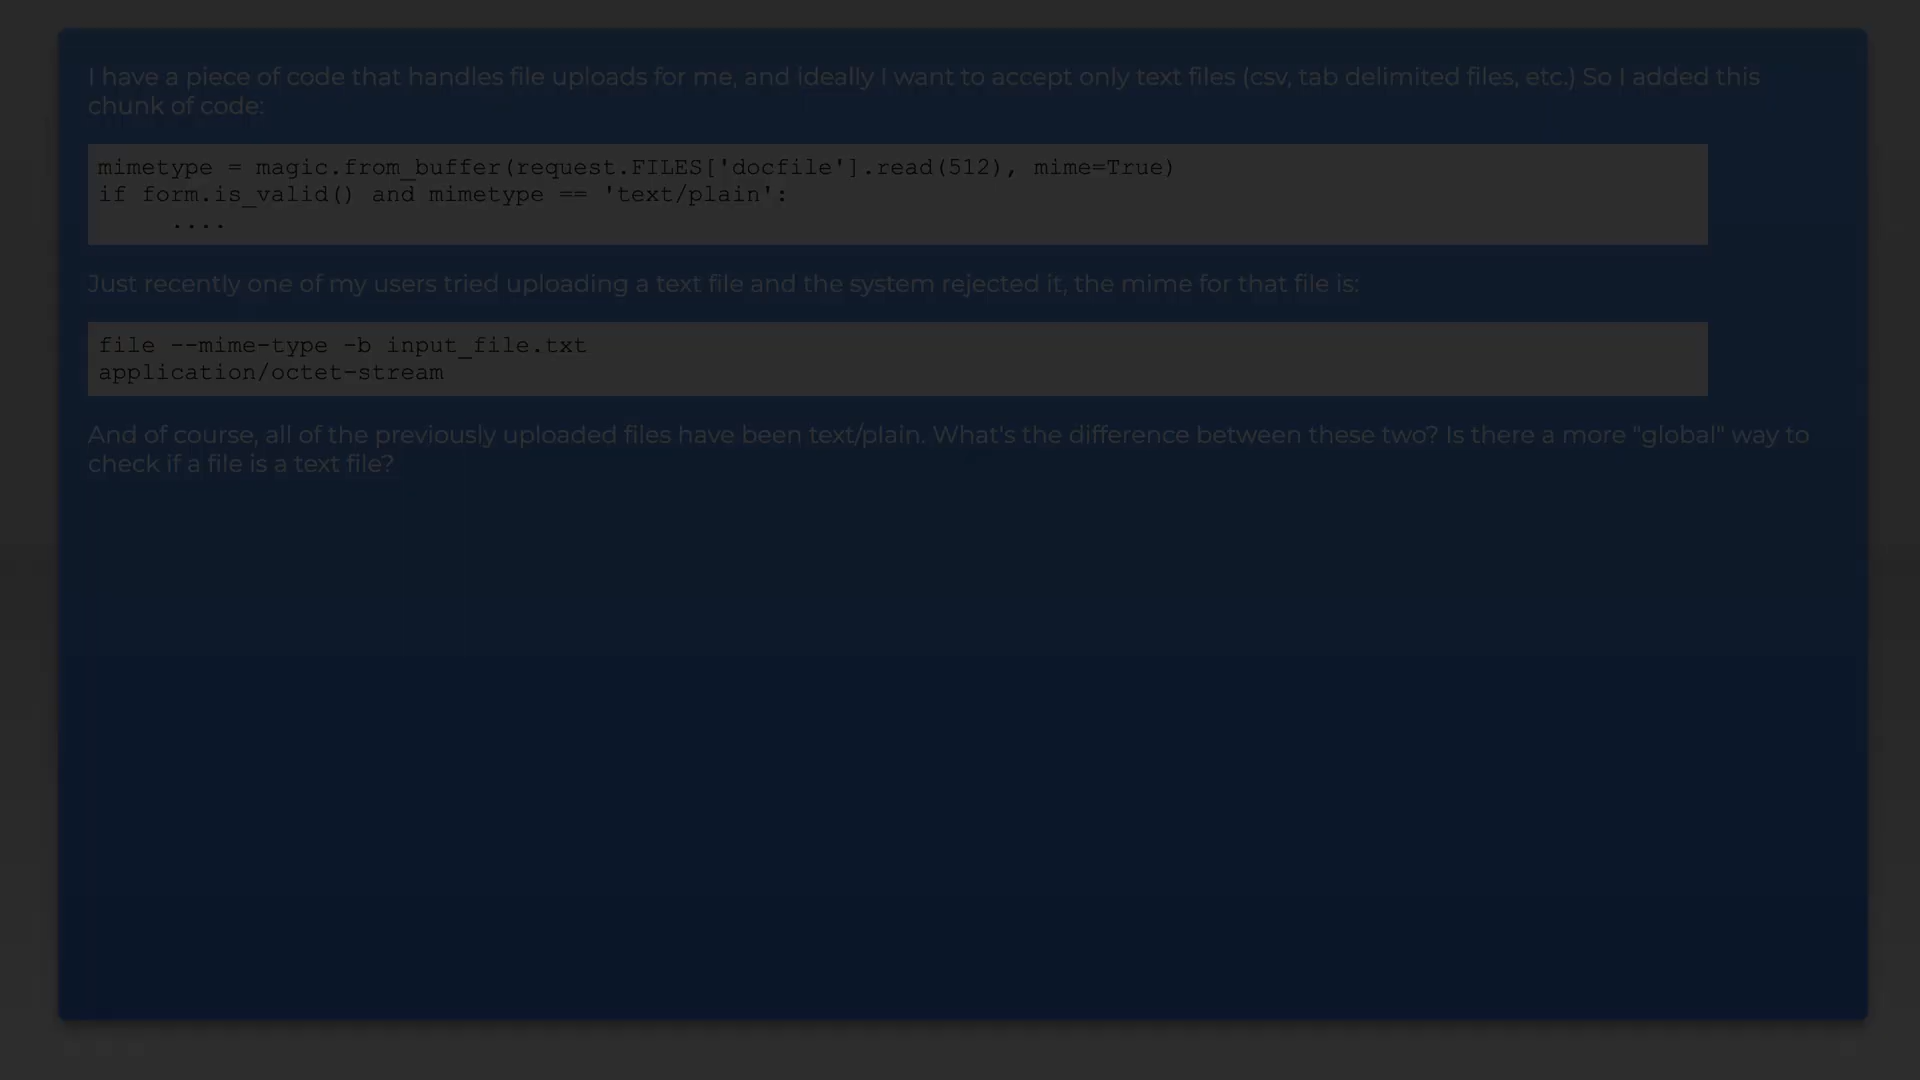 I have a piece of code that handles file uploads for me, and ideally I want to accept only text files (csv, tab delimited files, etc.) So I added this
chunk of code:
mimetype = magic.from_buffer(request.FILES['docfile'].read(512), mime=True)
if form.is_valid() and mimetype == 'text/plain':
     ....
Just recently one of my users tried uploading a text file and the system rejected it, the mime for that file is:
file --mime-type -b input_file.txt
application/octet-stream
And of course, all of the previously uploaded files have been text/plain. What's the difference between these two? Is there a more "global" way to
check if a file is a text file?